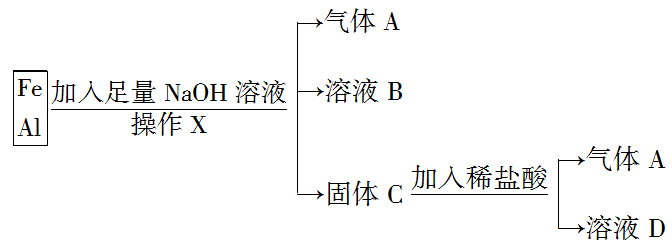 Fe
Al
加入足量 NaOH 溶液
操作 X
气体 A
溶液 B
固体 C
加入稀盐酸
气体 A
溶液 D